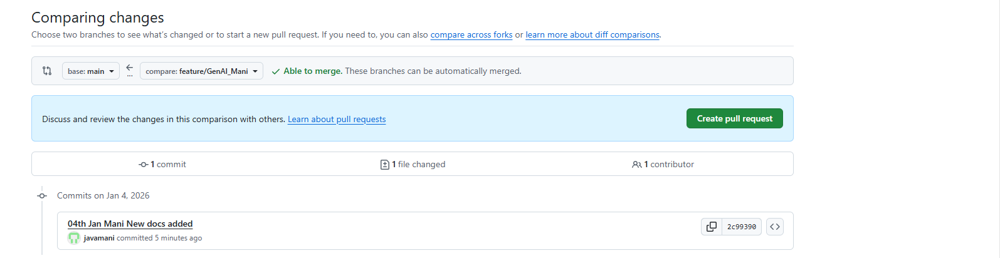 Comparing changes
Choose two branches to see what's changed or to start a new pull request. If you need to, you can also compare across forks or learn more about diff comparisons.
base: main ... compare: feature/GenAI_Mani Able to merge. These branches can be automatically merged.
Discuss and review the changes in this comparison with others. Learn about pull requests Create pull request
1 commit 1 file changed 1 contributor
Commits on Jan 4, 2026
04th Jan Mani New docs added
2c99390
javamani committed 5 minutes ago